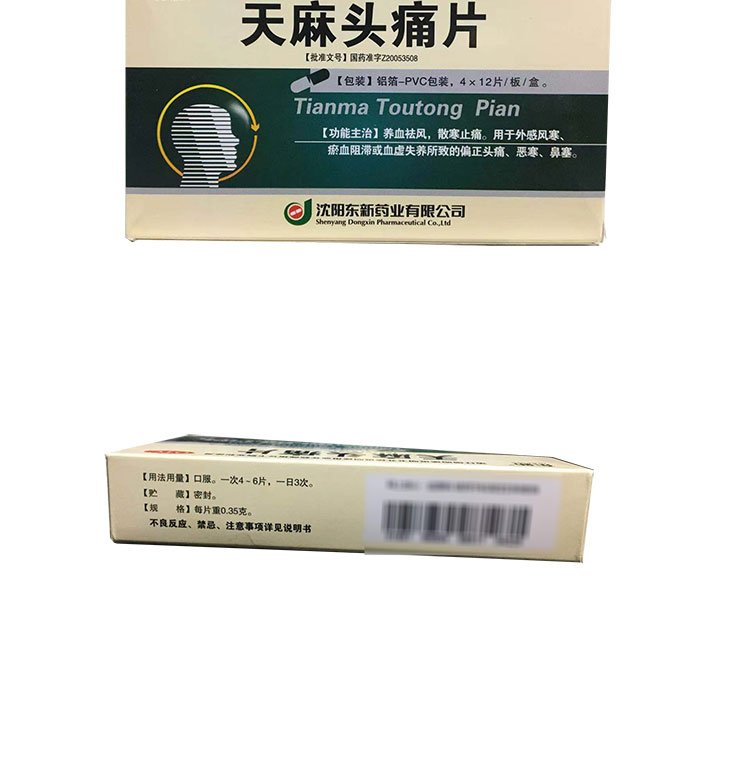 天麻头痛片
【批准文号】国药准字Z20053508
【包装】铝箔-PVC包装，4×12片/板/盒。
Tianma Toutong Pian
【功能主治】养血祛风，散寒止痛。用于外感风寒、
瘀血阻滞或血虚失养所致的偏正头痛、恶寒、鼻塞。
沈阳东新药业有限公司
Shenyang Dongxin Pharmaceutical Co.,Ltd
天麻头痛片
【用法用量】口服。一次4~6片，一日3次。
【贮　藏】密封。
【规　格】每片重0.35克。
不良反应、禁忌、注意事项详见说明书